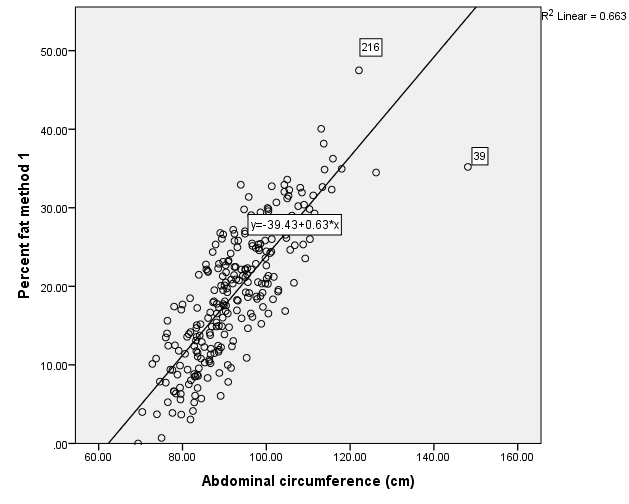 R2 Linear = 0.663
50.00
40.00
30.00
20.00
10.00
.00
Percent fat method 1
216
39
y=-39.43+0.63*x
60.00 80.00 100.00 120.00 140.00 160.00
Abdominal circumference (cm)